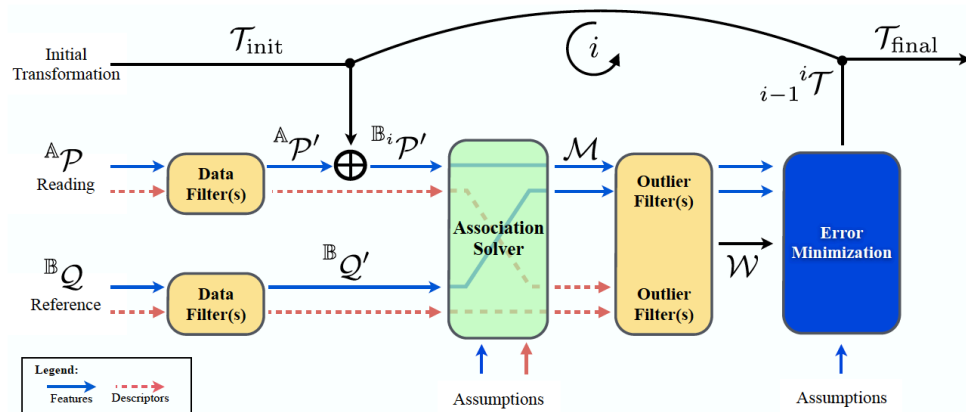 Initial
Transformation
𝒯init
i
𝒯final
i−1 i𝒯
𝔸𝒫
Reading
Data
Filter(s)
𝔸𝒫′
𝔹i𝒫′
ℳ
Association
Solver
Outlier
Filter(s)
Error
Minimization
𝒲
𝔹𝒬
Reference
Data
Filter(s)
𝔹𝒬′
Outlier
Filter(s)
Legend:
Features
Descriptors
Assumptions
Assumptions